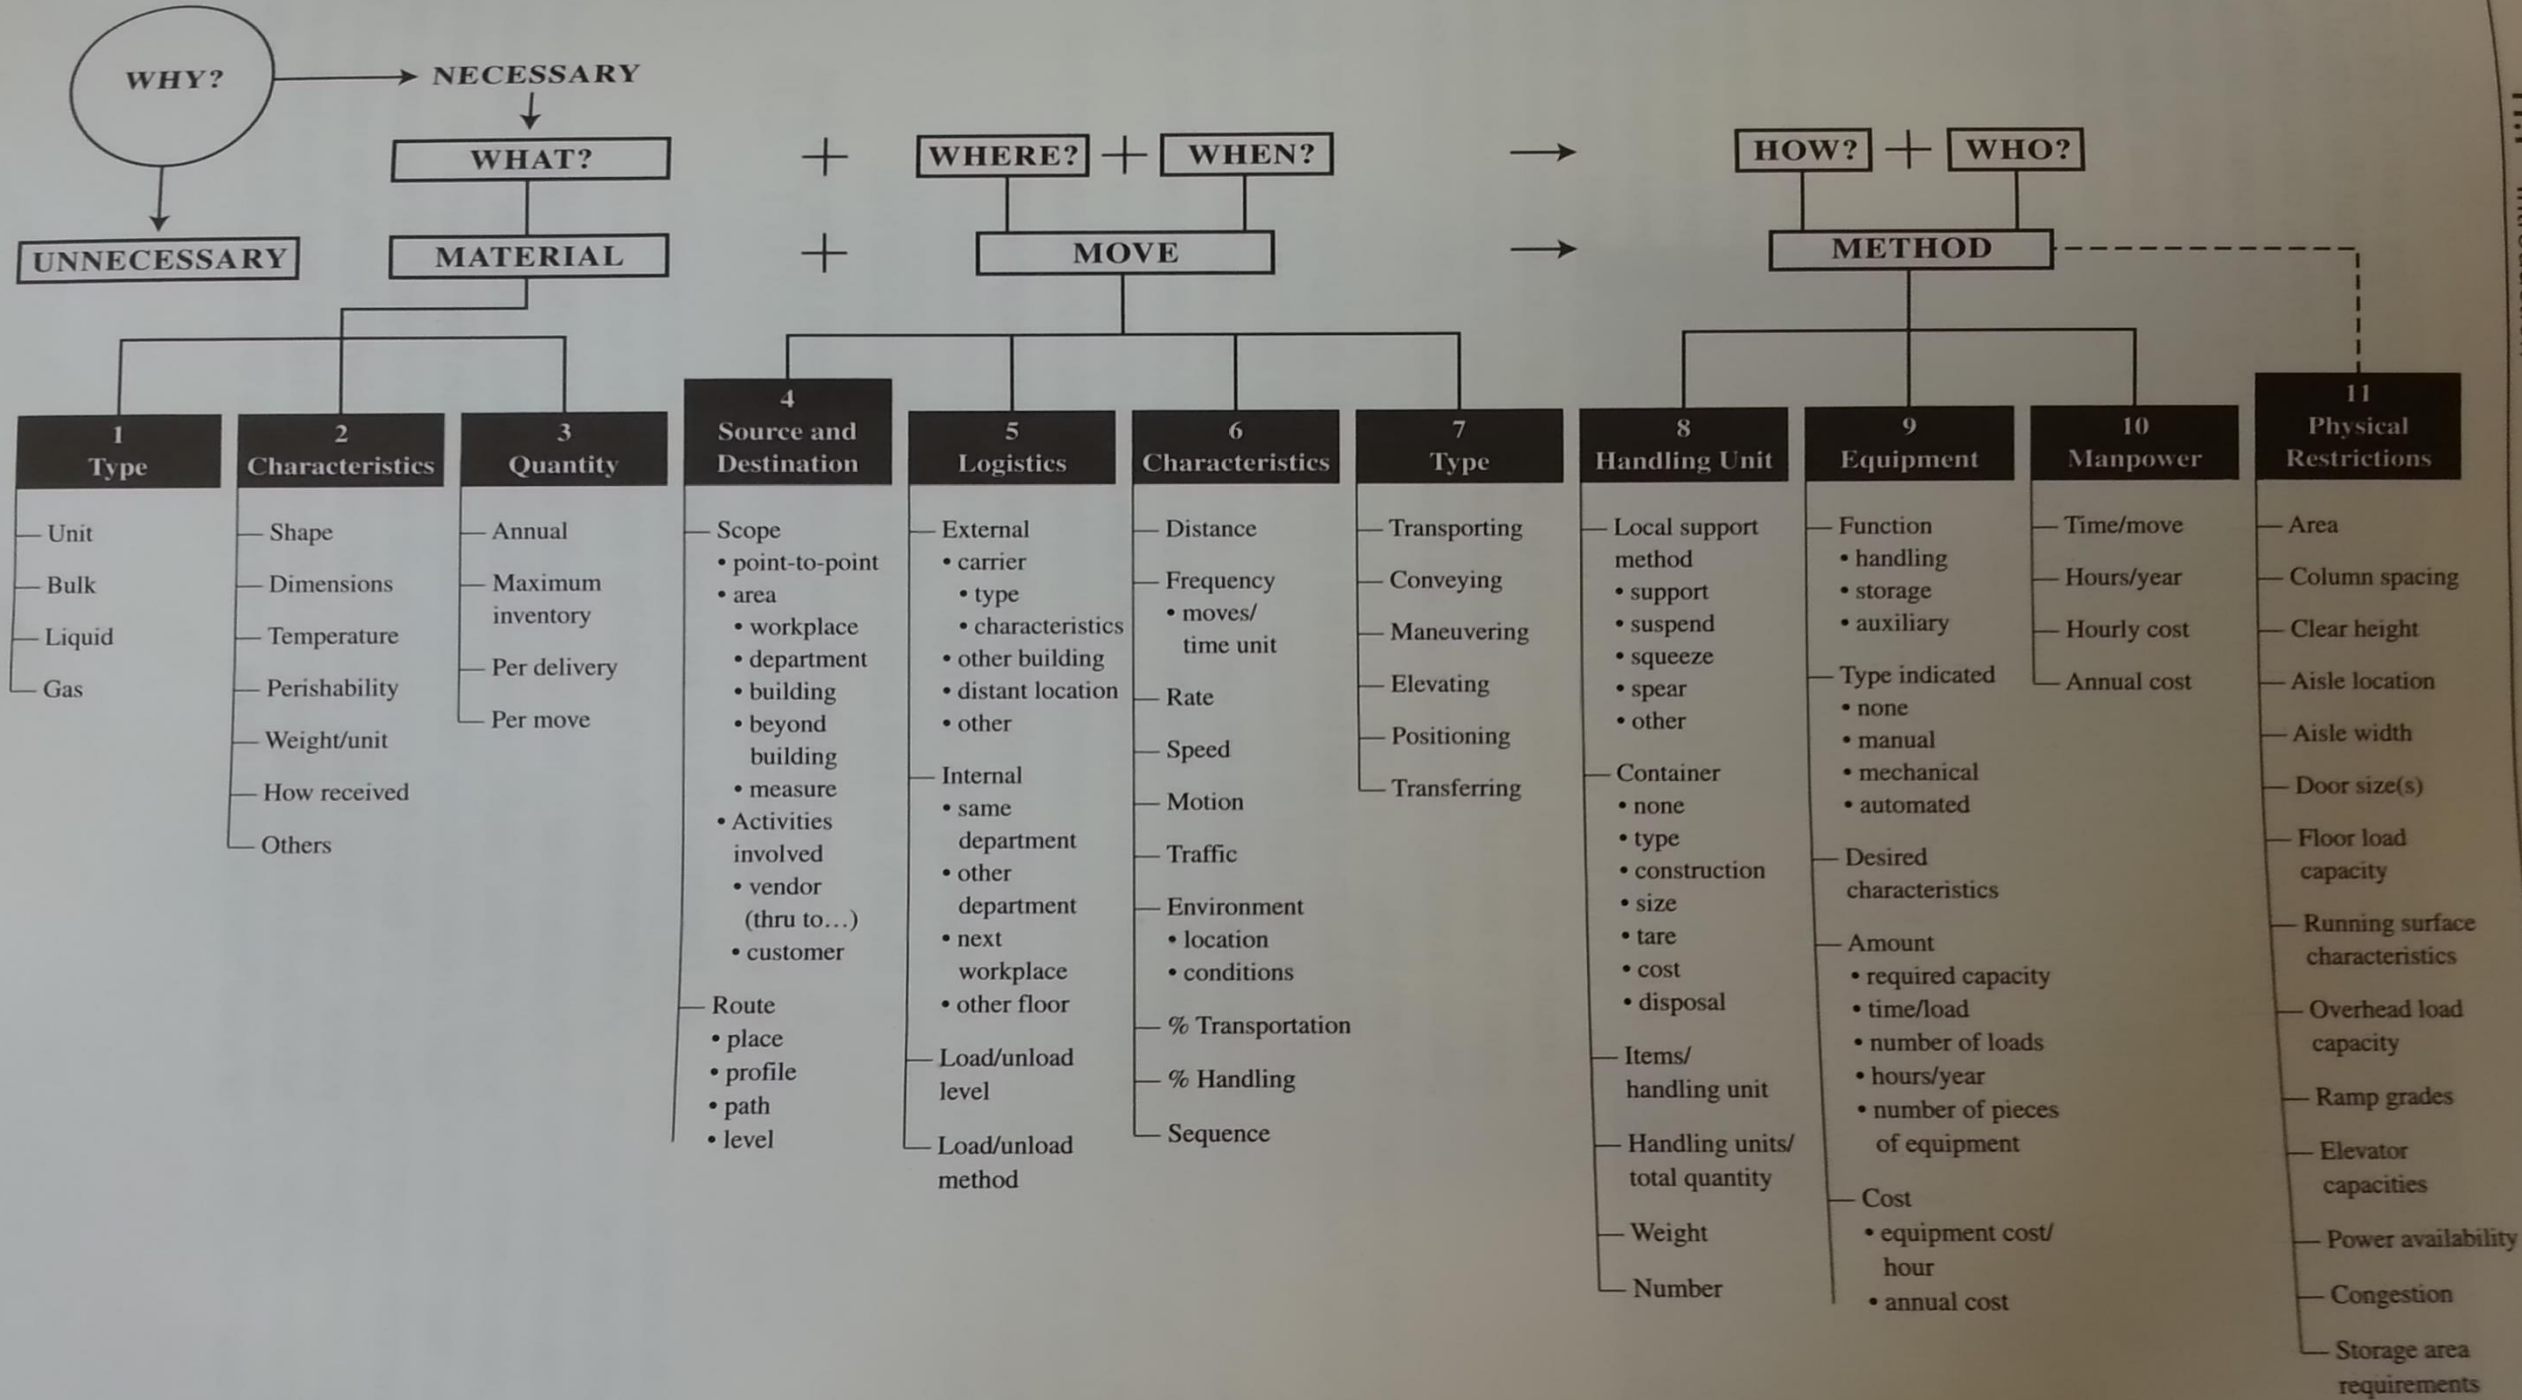 WHY?
NECESSARY
WHAT?
+
WHERE?
+
WHEN?
HOW?
+
WHO?
UNNECESSARY
MATERIAL
+
MOVE
METHOD
1
Type
Unit
Bulk
Liquid
Gas
2
Characteristics
Shape
Dimensions
Temperature
Perishability
Weight/unit
How received
Others
3
Quantity
Annual
Maximum
inventory
Per delivery
Per move
4
Source and
Destination
Scope
• point-to-point
• area
• workplace
• department
• building
• beyond
building
• measure
• Activities
involved
• vendor
(thru to...)
• customer
Route
• place
• profile
• path
• level
5
Logistics
External
• carrier
• type
• characteristics
• other building
• distant location
• other
Internal
• same
department
• other
department
• next
workplace
• other floor
Load/unload
level
Load/unload
method
6
Characteristics
Distance
Frequency
• moves/
time unit
Rate
Speed
Motion
Traffic
Environment
• location
• conditions
% Transportation
% Handling
Sequence
7
Type
Transporting
Conveying
Maneuvering
Elevating
Positioning
Transferring
8
Handling Unit
Local support
method
• support
• suspend
• squeeze
• spear
• other
Container
• none
• type
• construction
• size
• tare
• cost
• disposal
Items/
handling unit
Handling units/
total quantity
Weight
Number
9
Equipment
Function
• handling
• storage
• auxiliary
Type indicated
• none
• manual
• mechanical
• automated
Desired
characteristics
Amount
• required capacity
• time/load
• number of loads
• hours/year
• number of pieces
of equipment
Cost
• equipment cost/
hour
• annual cost
10
Manpower
Time/move
Hours/year
Hourly cost
Annual cost
11
Physical
Restrictions
Area
Column spacing
Clear height
Aisle location
Aisle width
Door size(s)
Floor load
capacity
Running surface
characteristics
Overhead load
capacity
Ramp grades
Elevator
capacities
Power availability
Congestion
Storage area
requirements